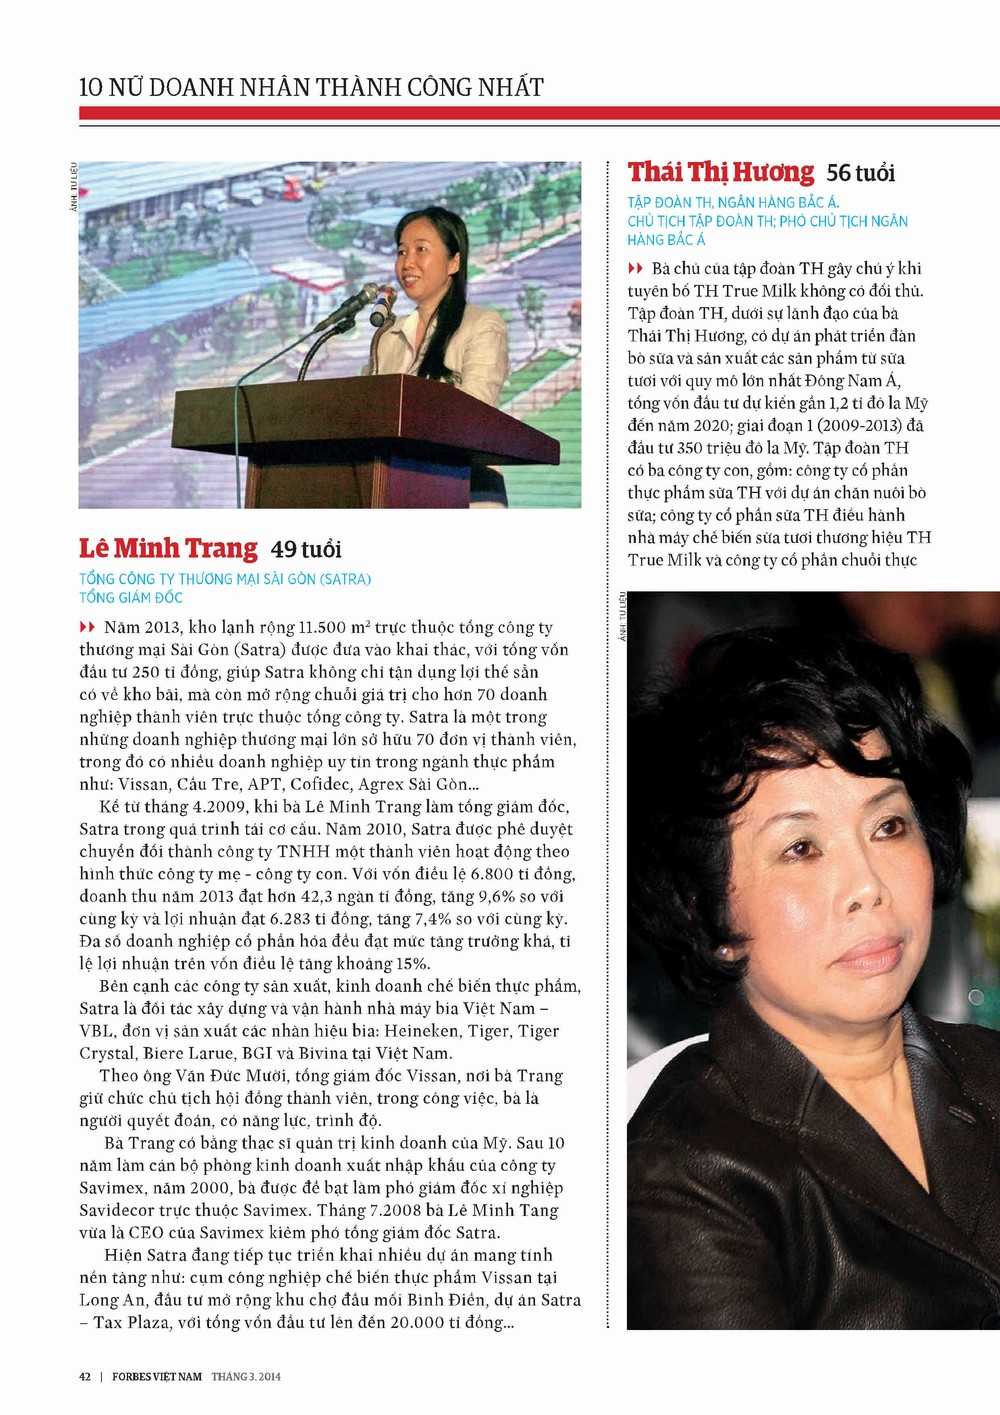 10 NỮ DOANH NHÂN THÀNH CÔNG NHẤT
ẢNH: TƯ LIỆU
Lê Minh Trang 49 tuổi
TỔNG CÔNG TY THƯƠNG MẠI SÀI GÒN (SATRA)
TỔNG GIÁM ĐỐC
Năm 2013, kho lạnh rộng 11.500 m² trực thuộc tổng công ty
thương mại Sài Gòn (Satra) được đưa vào khai thác, với tổng vốn
đầu tư 250 tỉ đồng, giúp Satra không chỉ tận dụng lợi thế sẵn
có về kho bãi, mà còn mở rộng chuỗi giá trị cho hơn 70 doanh
nghiệp thành viên trực thuộc tổng công ty. Satra là một trong
những doanh nghiệp thương mại lớn sở hữu 70 đơn vị thành viên,
trong đó có nhiều doanh nghiệp uy tín trong ngành thực phẩm
như: Vissan, Cầu Tre, APT, Cofidec, Agrex Sài Gòn...
Kể từ tháng 4.2009, khi bà Lê Minh Trang làm tổng giám đốc,
Satra trong quá trình tái cơ cấu. Năm 2010, Satra được phê duyệt
chuyển đổi thành công ty TNHH một thành viên hoạt động theo
hình thức công ty mẹ - công ty con. Với vốn điều lệ 6.800 tỉ đồng,
doanh thu năm 2013 đạt hơn 42,3 ngàn tỉ đồng, tăng 9,6% so với
cùng kỳ và lợi nhuận đạt 6.283 tỉ đồng, tăng 7,4% so với cùng kỳ.
Đa số doanh nghiệp cổ phần hóa đều đạt mức tăng trưởng khá, tỉ
lệ lợi nhuận trên vốn điều lệ tăng khoảng 15%.
Bên cạnh các công ty sản xuất, kinh doanh chế biến thực phẩm,
Satra là đối tác xây dựng và vận hành nhà máy bia Việt Nam –
VBL, đơn vị sản xuất các nhãn hiệu bia: Heineken, Tiger, Tiger
Crystal, Biere Larue, BGI và Bivina tại Việt Nam.
Theo ông Văn Đức Mười, tổng giám đốc Vissan, nơi bà Trang
giữ chức chủ tịch hội đồng thành viên, trong công việc, bà là
người quyết đoán, có năng lực, trình độ.
Bà Trang có bằng thạc sĩ quản trị kinh doanh của Mỹ. Sau 10
năm làm cán bộ phòng kinh doanh xuất nhập khẩu của công ty
Savimex, năm 2000, bà được đề bạt làm phó giám đốc xí nghiệp
Savidecor trực thuộc Savimex. Tháng 7.2008 bà Lê Minh Tang
vừa là CEO của Savimex kiêm phó tổng giám đốc Satra.
Hiện Satra đang tiếp tục triển khai nhiều dự án mang tính
nền tảng như: cụm công nghiệp chế biến thực phẩm Vissan tại
Long An, đầu tư mở rộng khu chợ đầu mối Bình Điền, dự án Satra
– Tax Plaza, với tổng vốn đầu tư lên đến 20.000 tỉ đồng...
Thái Thị Hương 56 tuổi
TẬP ĐOÀN TH, NGÂN HÀNG BẮC Á.
CHỦ TỊCH TẬP ĐOÀN TH; PHÓ CHỦ TỊCH NGÂN
HÀNG BẮC Á
Bà chủ của tập đoàn TH gây chú ý khi
tuyên bố TH True Milk không có đối thủ.
Tập đoàn TH, dưới sự lãnh đạo của bà
Thái Thị Hương, có dự án phát triển đàn
bò sữa và sản xuất các sản phẩm từ sữa
tươi với quy mô lớn nhất Đông Nam Á,
tổng vốn đầu tư dự kiến gần 1,2 tỉ đô la Mỹ
đến năm 2020; giai đoạn 1 (2009-2013) đã
đầu tư 350 triệu đô la Mỹ. Tập đoàn TH
có ba công ty con, gồm: công ty cổ phần
thực phẩm sữa TH với dự án chăn nuôi bò
sữa; công ty cổ phần sữa TH điều hành
nhà máy chế biến sữa tươi thương hiệu TH
True Milk và công ty cổ phần chuỗi thực
ẢNH: TƯ LIỆU
42 | FORBES VIỆT NAM THÁNG 3. 2014